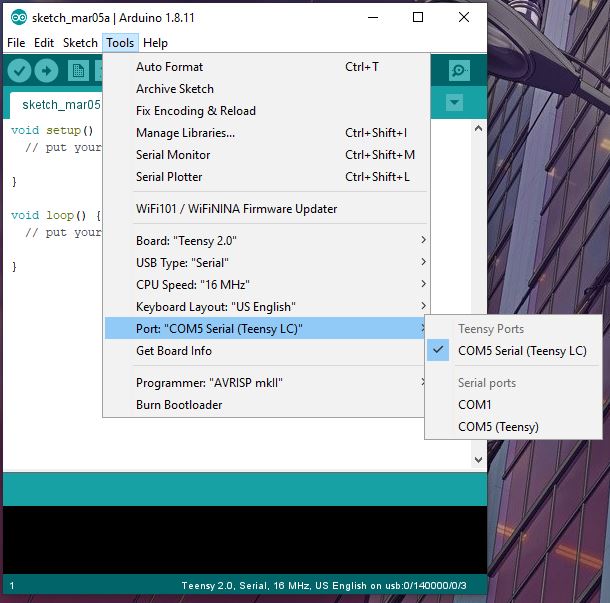 sketch_mar05a | Arduino 1.8.11
File Edit Sketch Tools Help
sketch_mar05
void setup()
// put your
}
void loop() {
// put your
}
Auto Format Ctrl+T
Archive Sketch
Fix Encoding & Reload
Manage Libraries... Ctrl+Shift+I
Serial Monitor Ctrl+Shift+M
Serial Plotter Ctrl+Shift+L
WiFi101 / WiFiNINA Firmware Updater
Board: "Teensy 2.0"
USB Type: "Serial"
CPU Speed: "16 MHz"
Keyboard Layout: "US English"
Port: "COM5 Serial (Teensy LC)"
Get Board Info
Programmer: "AVRISP mkII"
Burn Bootloader
Teensy Ports
COM5 Serial (Teensy LC)
Serial ports
COM1
COM5 (Teensy)
1 Teensy 2.0, Serial, 16 MHz, US English on usb:0/140000/0/3